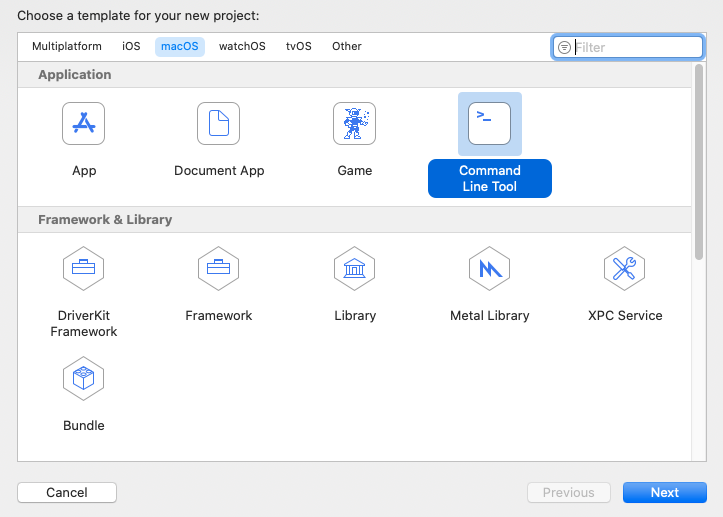 Choose a template for your new project:
Multiplatform iOS macOS watchOS tvOS Other
Filter
Application
>_
App Document App Game Command
Line Tool
Framework & Library
DriverKit Framework Library Metal Library XPC Service
Framework
Bundle
Cancel Previous Next